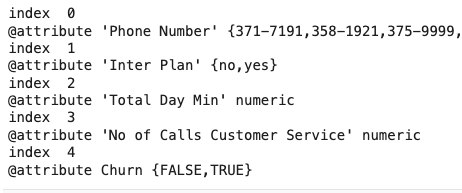 index  0
@attribute 'Phone Number' {371-7191,358-1921,375-9999,
index  1
@attribute 'Inter Plan' {no,yes}
index  2
@attribute 'Total Day Min' numeric
index  3
@attribute 'No of Calls Customer Service' numeric
index  4
@attribute Churn {FALSE,TRUE}